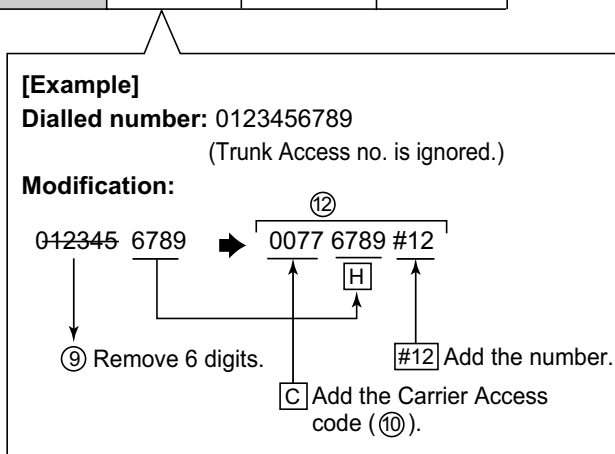 [Example]
Dialled number: 0123456789
(Trunk Access no. is ignored.)
Modification:
⑫
012345 6789 ➡ 0077 6789 #12
H
⑨ Remove 6 digits.
#12 Add the number.
C Add the Carrier Access
code (⑩).